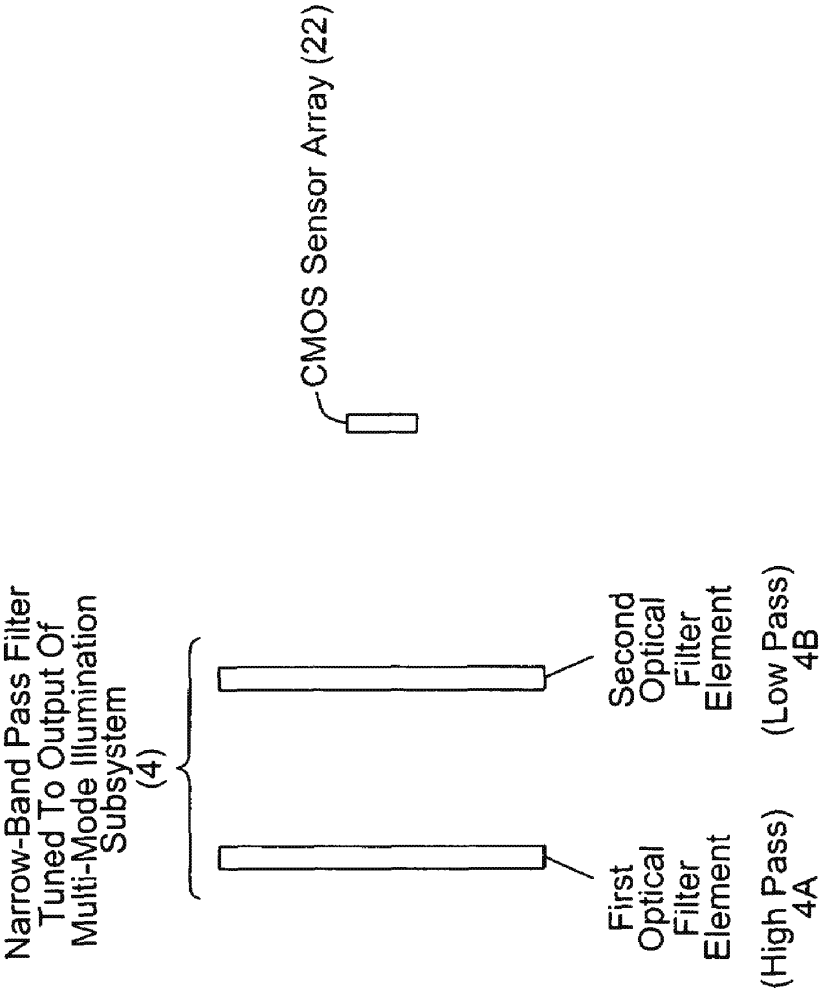 Narrow-Band Pass Filter
Tuned To Output Of
Multi-Mode Illumination
Subsystem
(4)
CMOS Sensor Array (22)
First
Optical
Filter
Element
(High Pass)
4A
Second
Optical
Filter
Element
(Low Pass)
4B